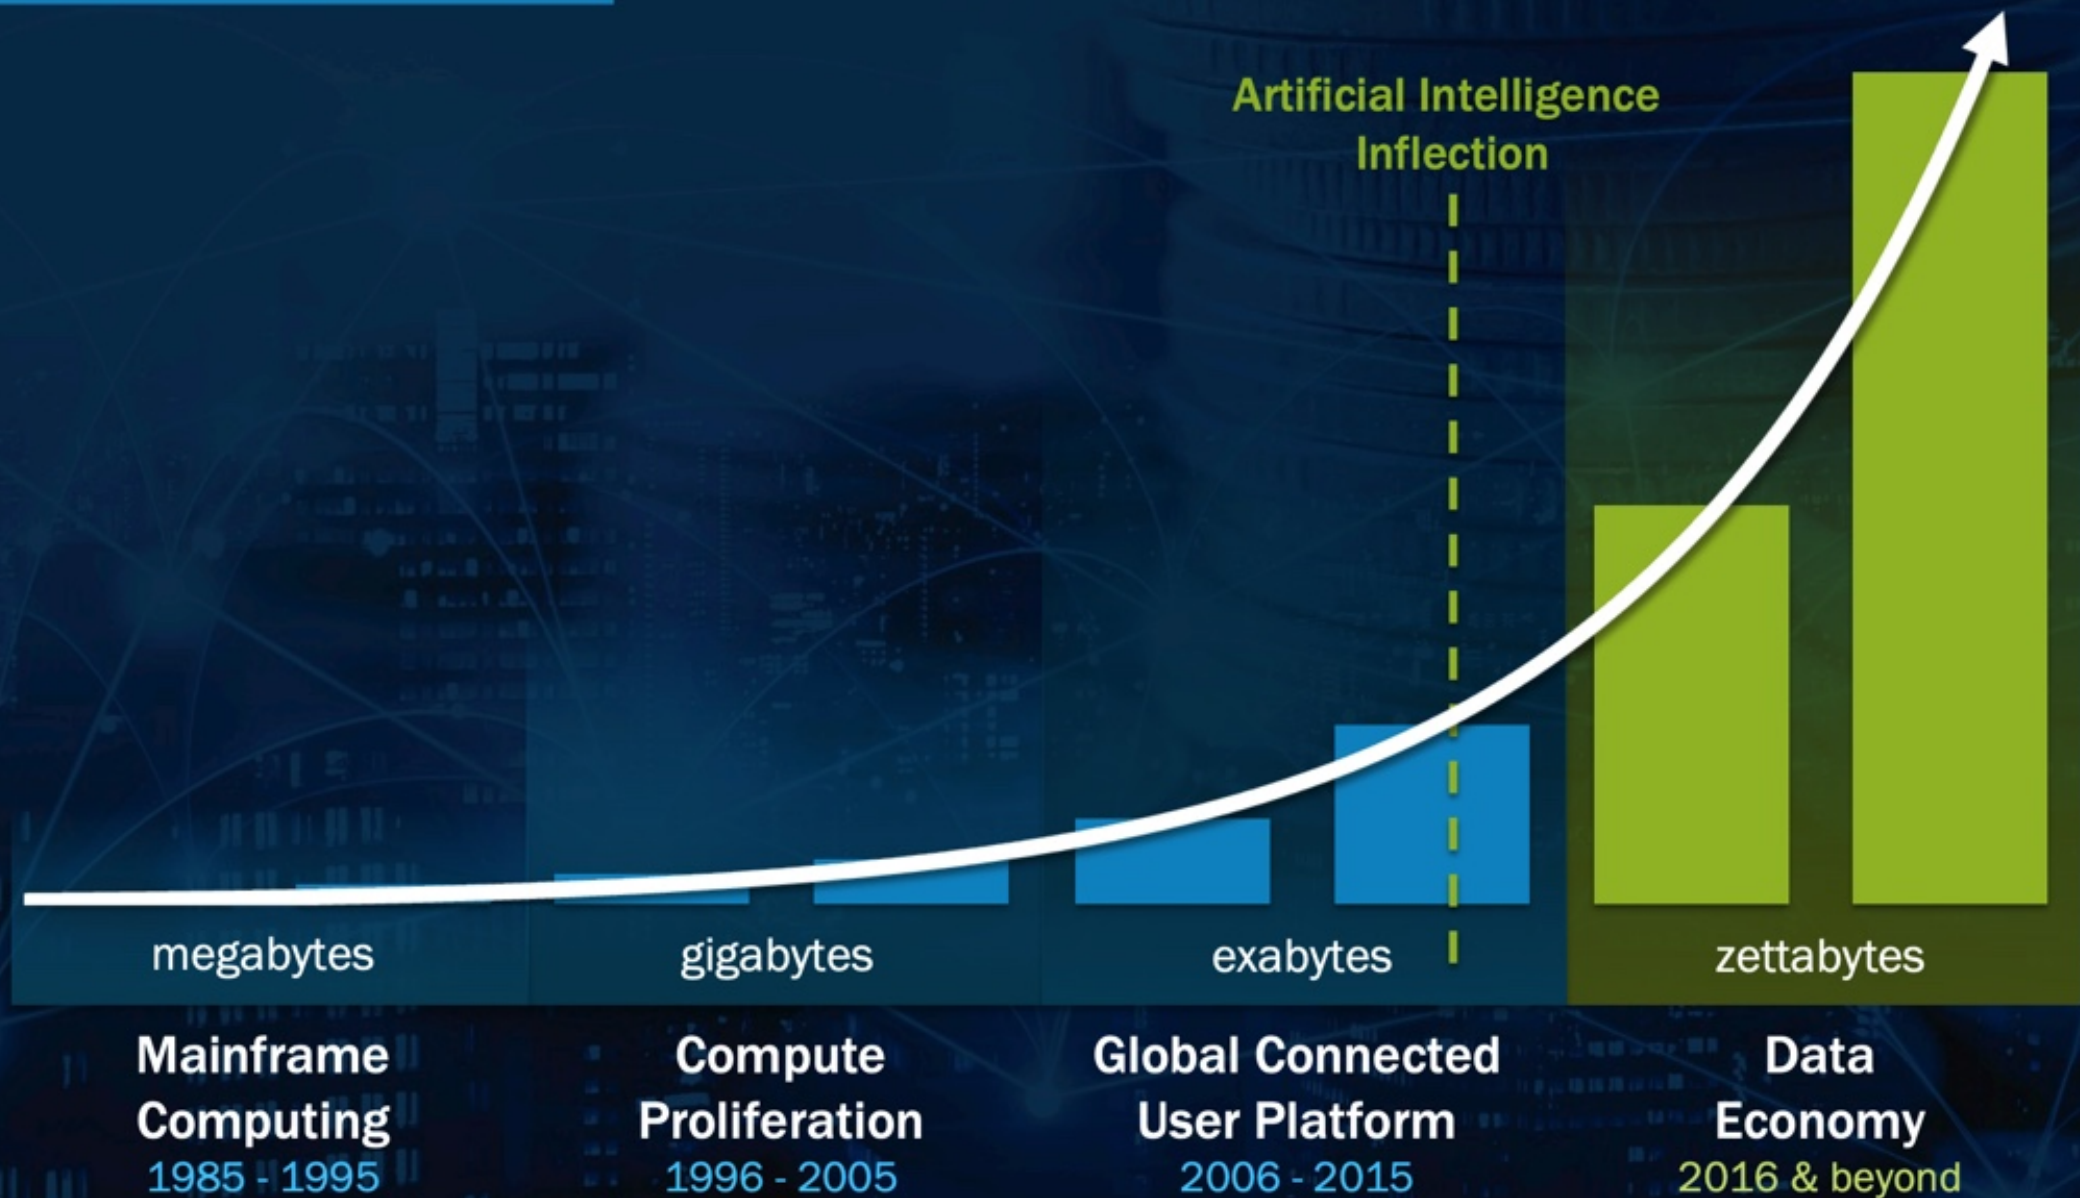 Artificial Intelligence
Inflection
megabytes
gigabytes
exabytes
zettabytes
Mainframe
Computing
1985 - 1995
Compute
Proliferation
1996 - 2005
Global Connected
User Platform
2006 - 2015
Data
Economy
2016 & beyond